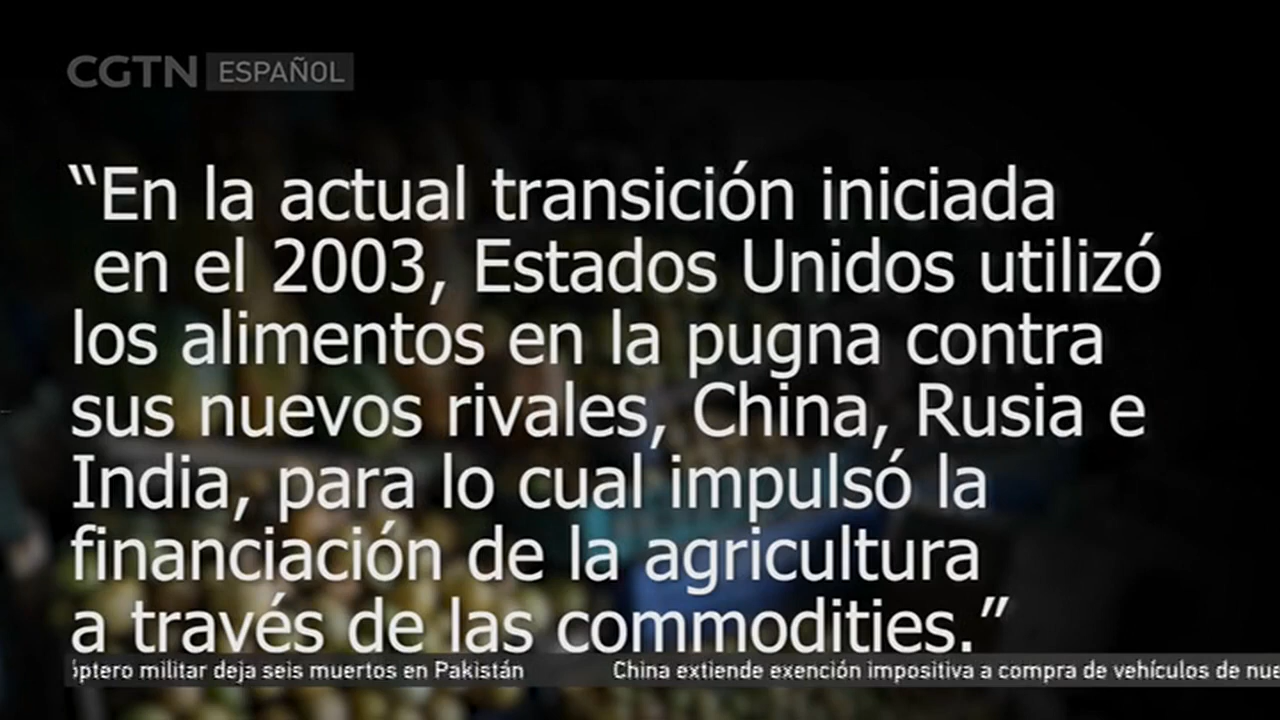 CGTN ESPAÑOL
“En la actual transición iniciada
en el 2003, Estados Unidos utilizó
los alimentos en la pugna contra
sus nuevos rivales, China, Rusia e
India, para lo cual impulsó la
financiación de la agricultura
a través de las commodities.”
óptero militar deja seis muertos en Pakistán China extiende exención impositiva a compra de vehículos de nue